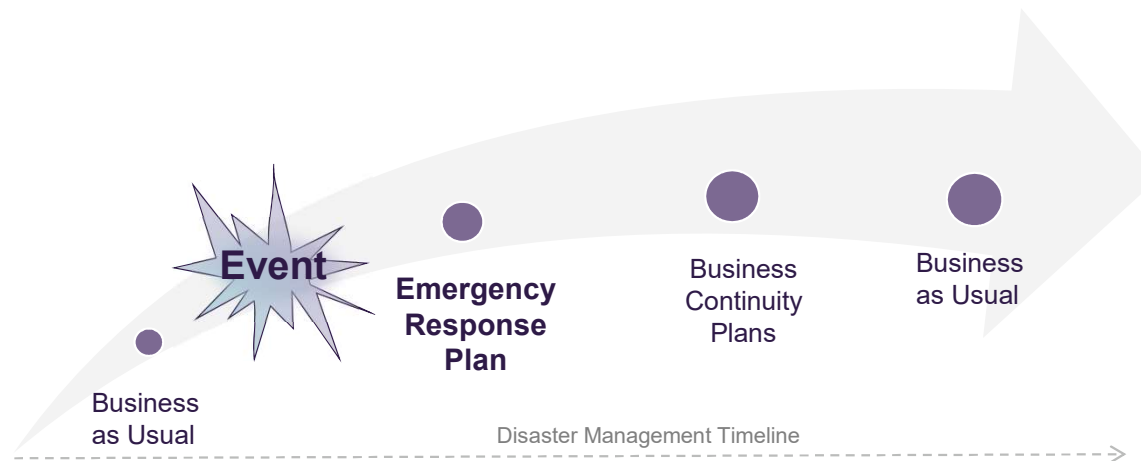 Event
Emergency
Response
Plan
Business
Continuity
Plans
Business
as Usual
Business
as Usual
Disaster Management Timeline